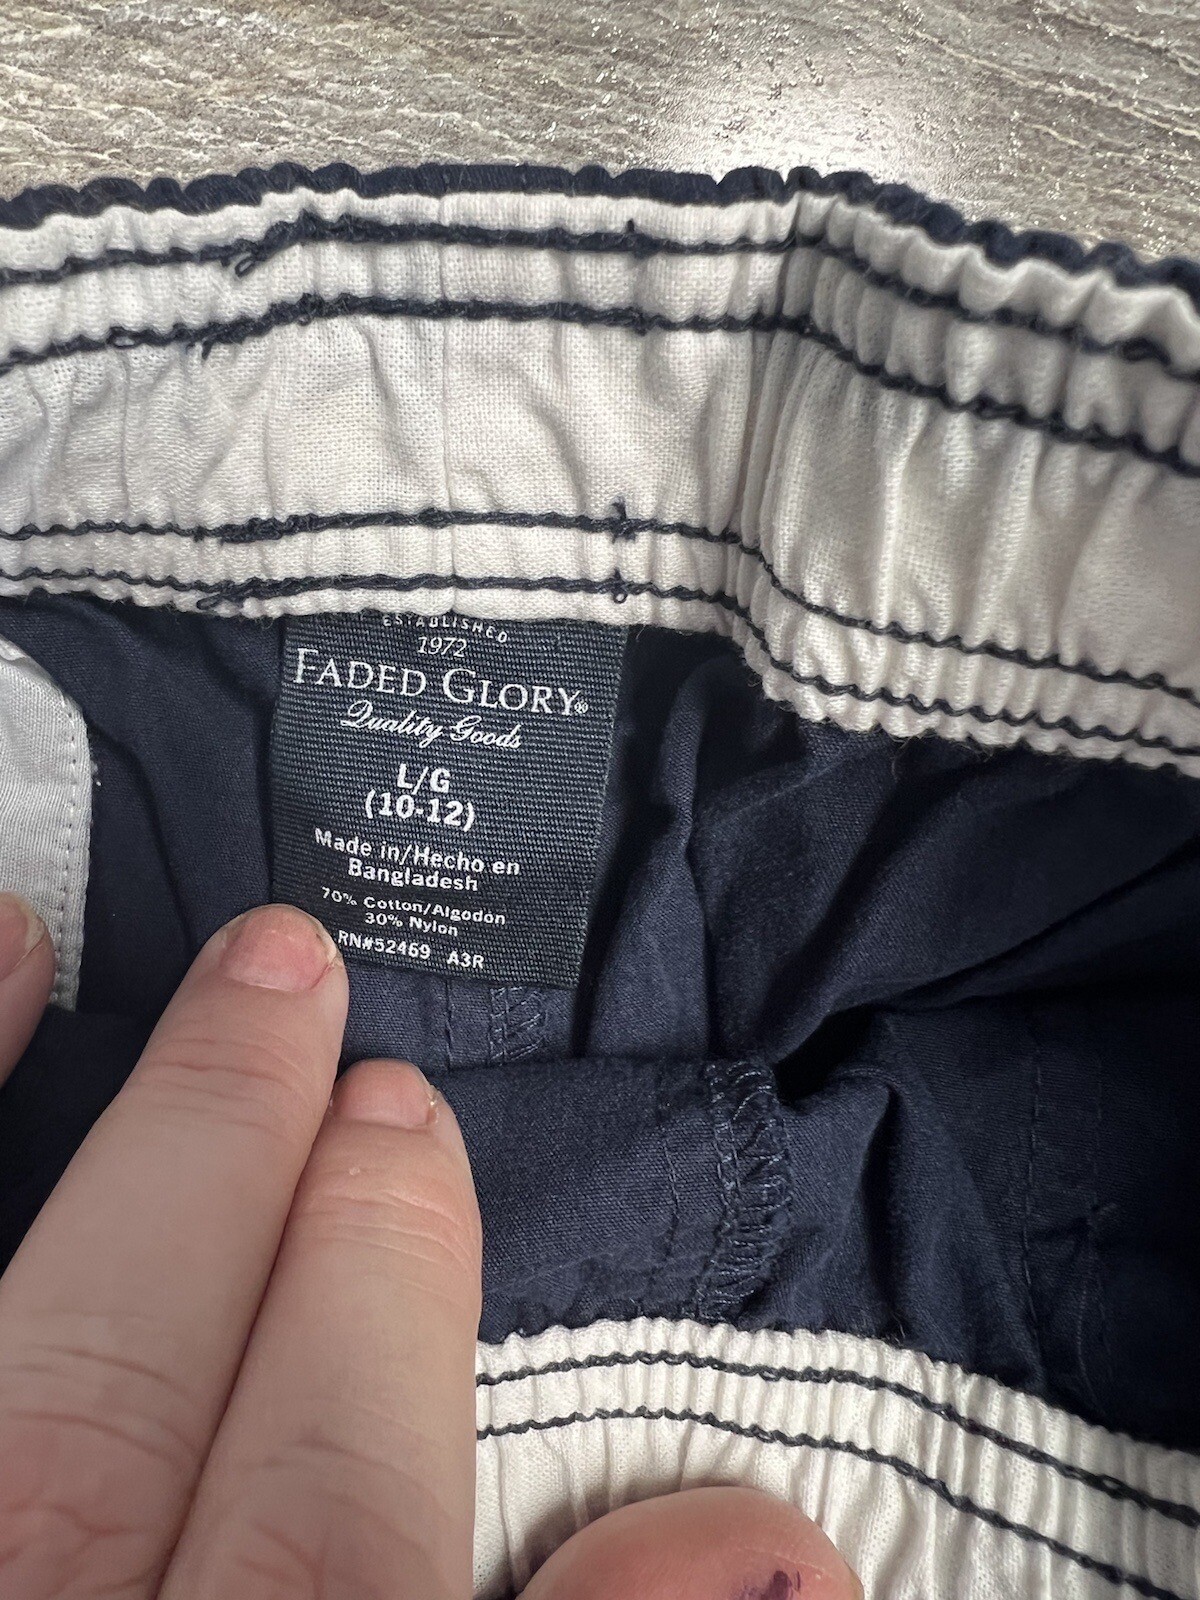 ESTABLISHED
1972
FADED GLORY®
Quality Goods
L/G
(10-12)
Made in/Hecho en
Bangladesh
70% Cotton/Algodon
30% Nylon
RN#52469 A3R